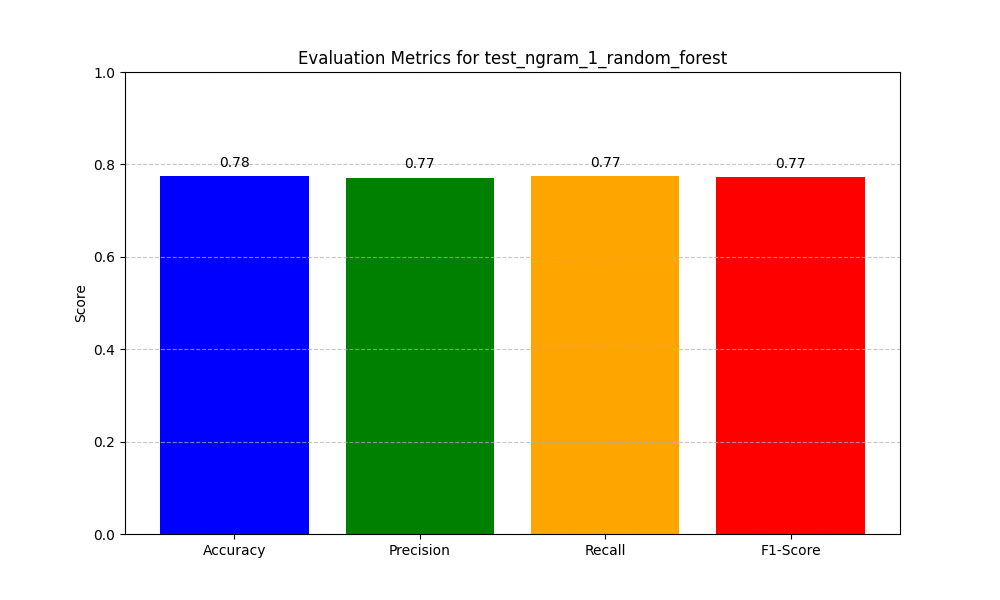 Evaluation Metrics for test_ngram_1_random_forest
1.0
0.8
0.6
0.4
0.2
0.0
Score
0.78
0.77
0.77
0.77
Accuracy
Precision
Recall
F1-Score